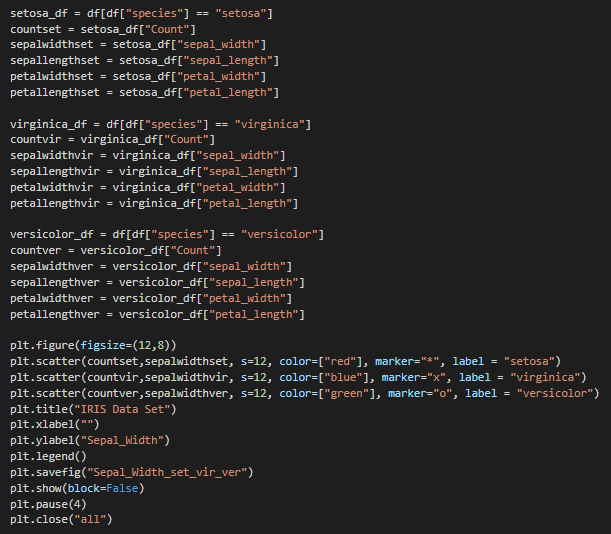 setosa_df = df[df["species"] == "setosa"]
countset = setosa_df["Count"]
sepalwidthset = setosa_df["sepal_width"]
sepallengthset = setosa_df["sepal_length"]
petalwidthset = setosa_df["petal_width"]
petallengthset = setosa_df["petal_length"]

virginica_df = df[df["species"] == "virginica"]
countvir = virginica_df["Count"]
sepalwidthvir = virginica_df["sepal_width"]
sepallengthvir = virginica_df["sepal_length"]
petalwidthvir = virginica_df["petal_width"]
petallengthvir = virginica_df["petal_length"]

versicolor_df = df[df["species"] == "versicolor"]
countver = versicolor_df["Count"]
sepalwidthver = versicolor_df["sepal_width"]
sepallengthver = versicolor_df["sepal_length"]
petalwidthver = versicolor_df["petal_width"]
petallengthver = versicolor_df["petal_length"]

plt.figure(figsize=(12,8))
plt.scatter(countset,sepalwidthset, s=12, color=["red"], marker="*", label = "setosa")
plt.scatter(countvir,sepalwidthvir, s=12, color=["blue"], marker="x", label = "virginica")
plt.scatter(countver,sepalwidthver, s=12, color=["green"], marker="o", label = "versicolor")
plt.title("IRIS Data Set")
plt.xlabel("")
plt.ylabel("Sepal_Width")
plt.legend()
plt.savefig("Sepal_Width_set_vir_ver")
plt.show(block=False)
plt.pause(4)
plt.close("all")